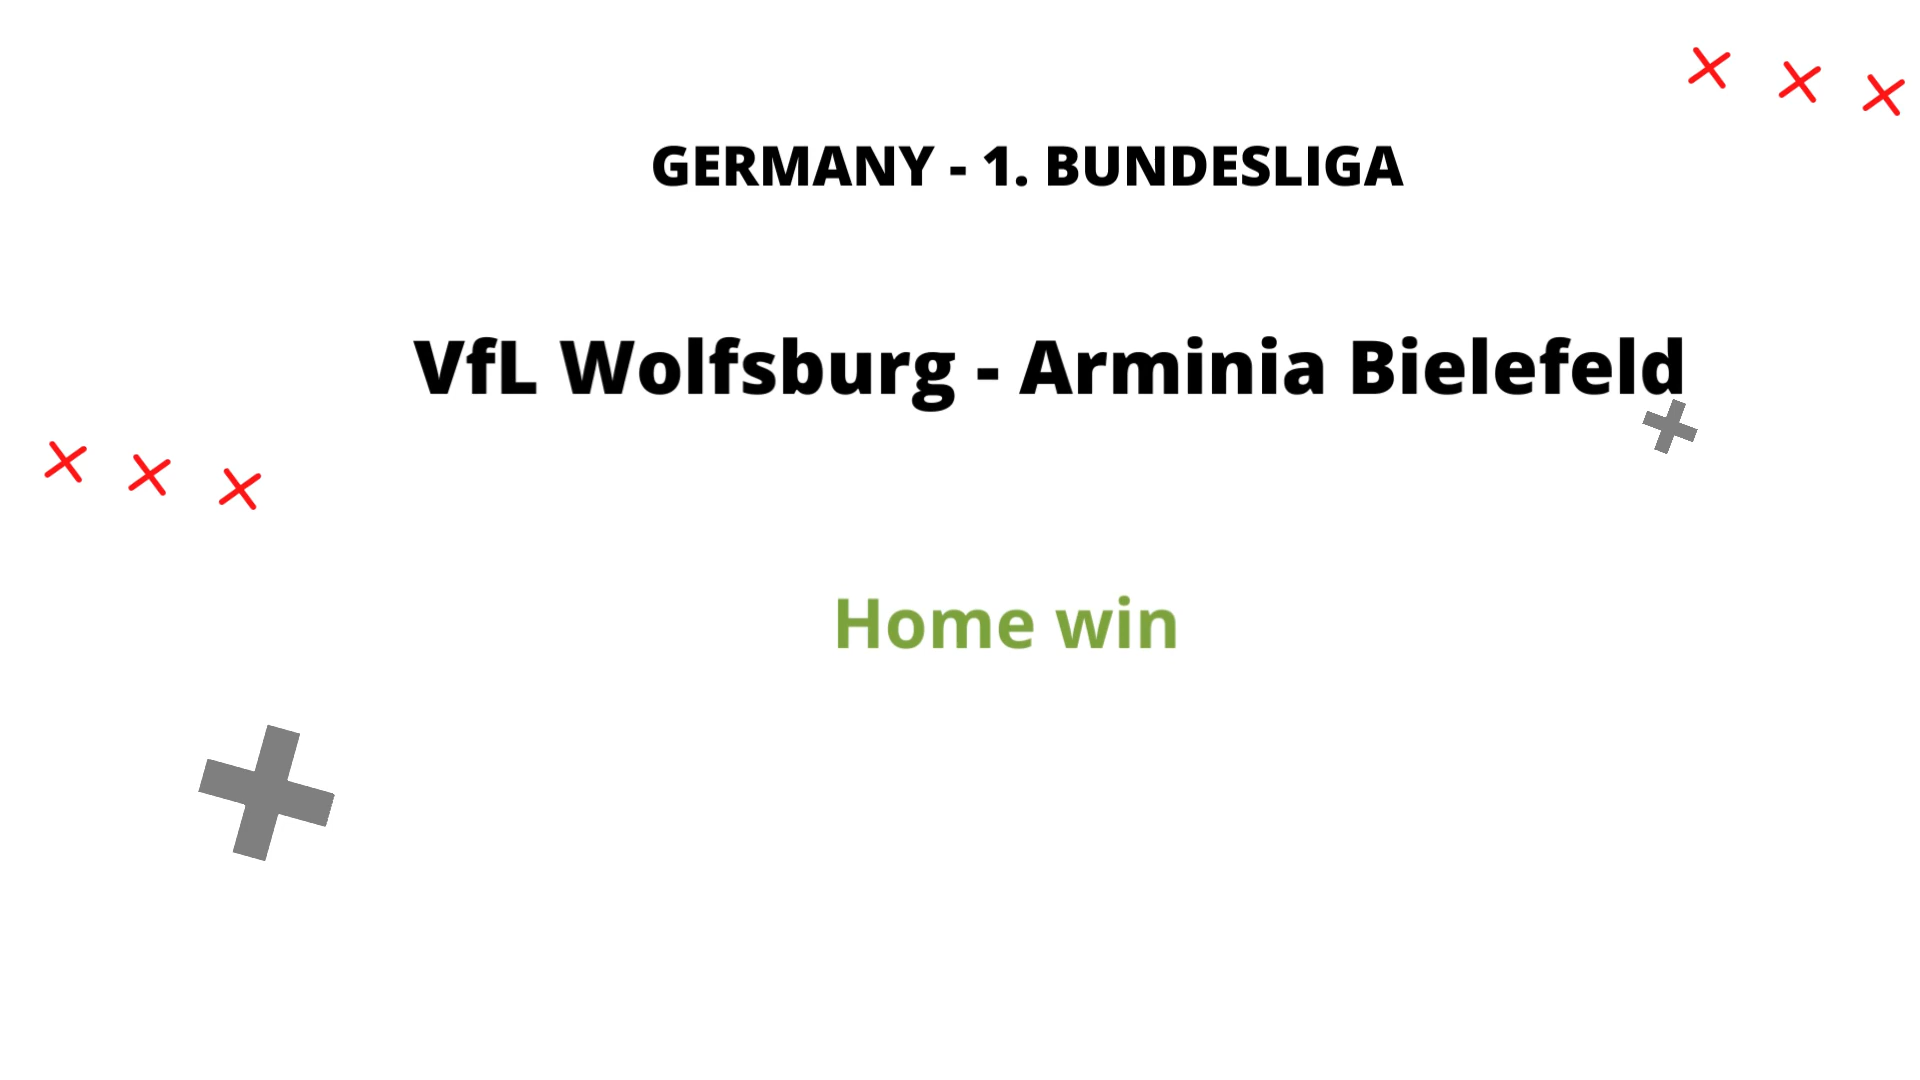 GERMANY - 1. BUNDESLIGA
VfL Wolfsburg - Arminia Bielefeld
Home win